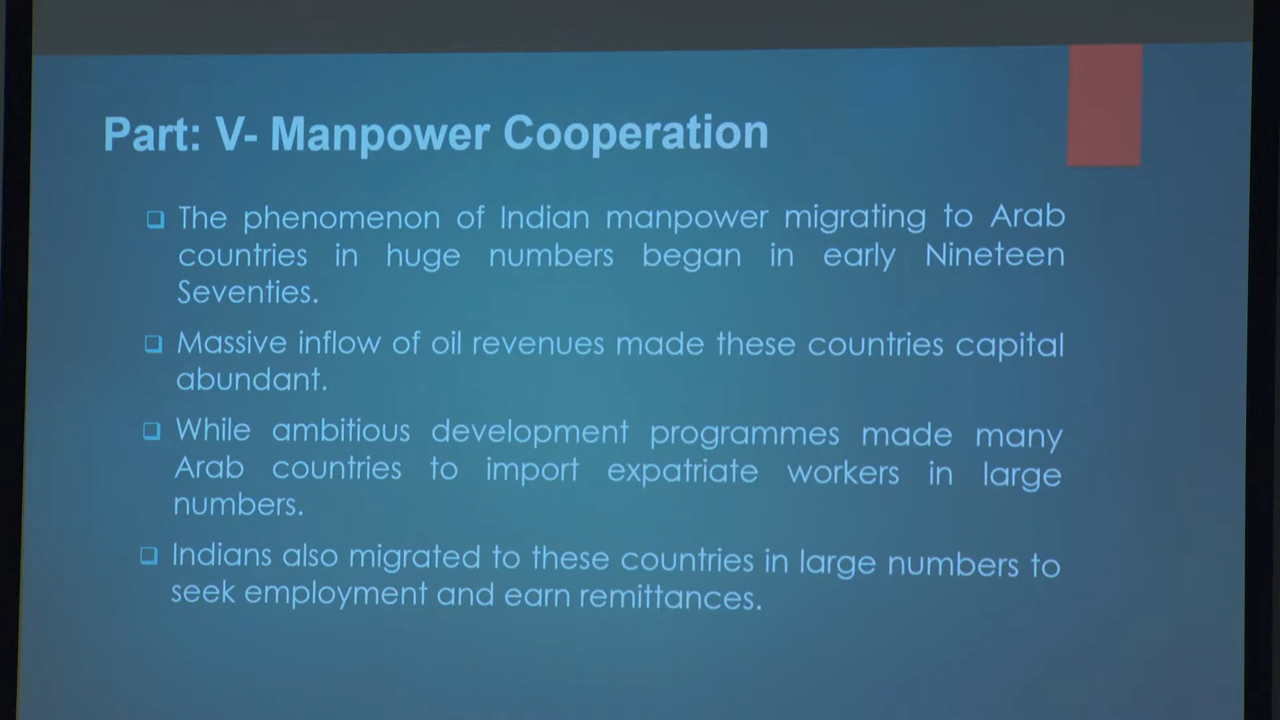 Part: V- Manpower Cooperation
The phenomenon of Indian manpower migrating to Arab
countries in huge numbers began in early Nineteen
Seventies.
Massive inflow of oil revenues made these countries capital
abundant.
While ambitious development programmes made many
Arab countries to import expatriate workers in large
numbers.
Indians also migrated to these countries in large numbers to
seek employment and earn remittances.